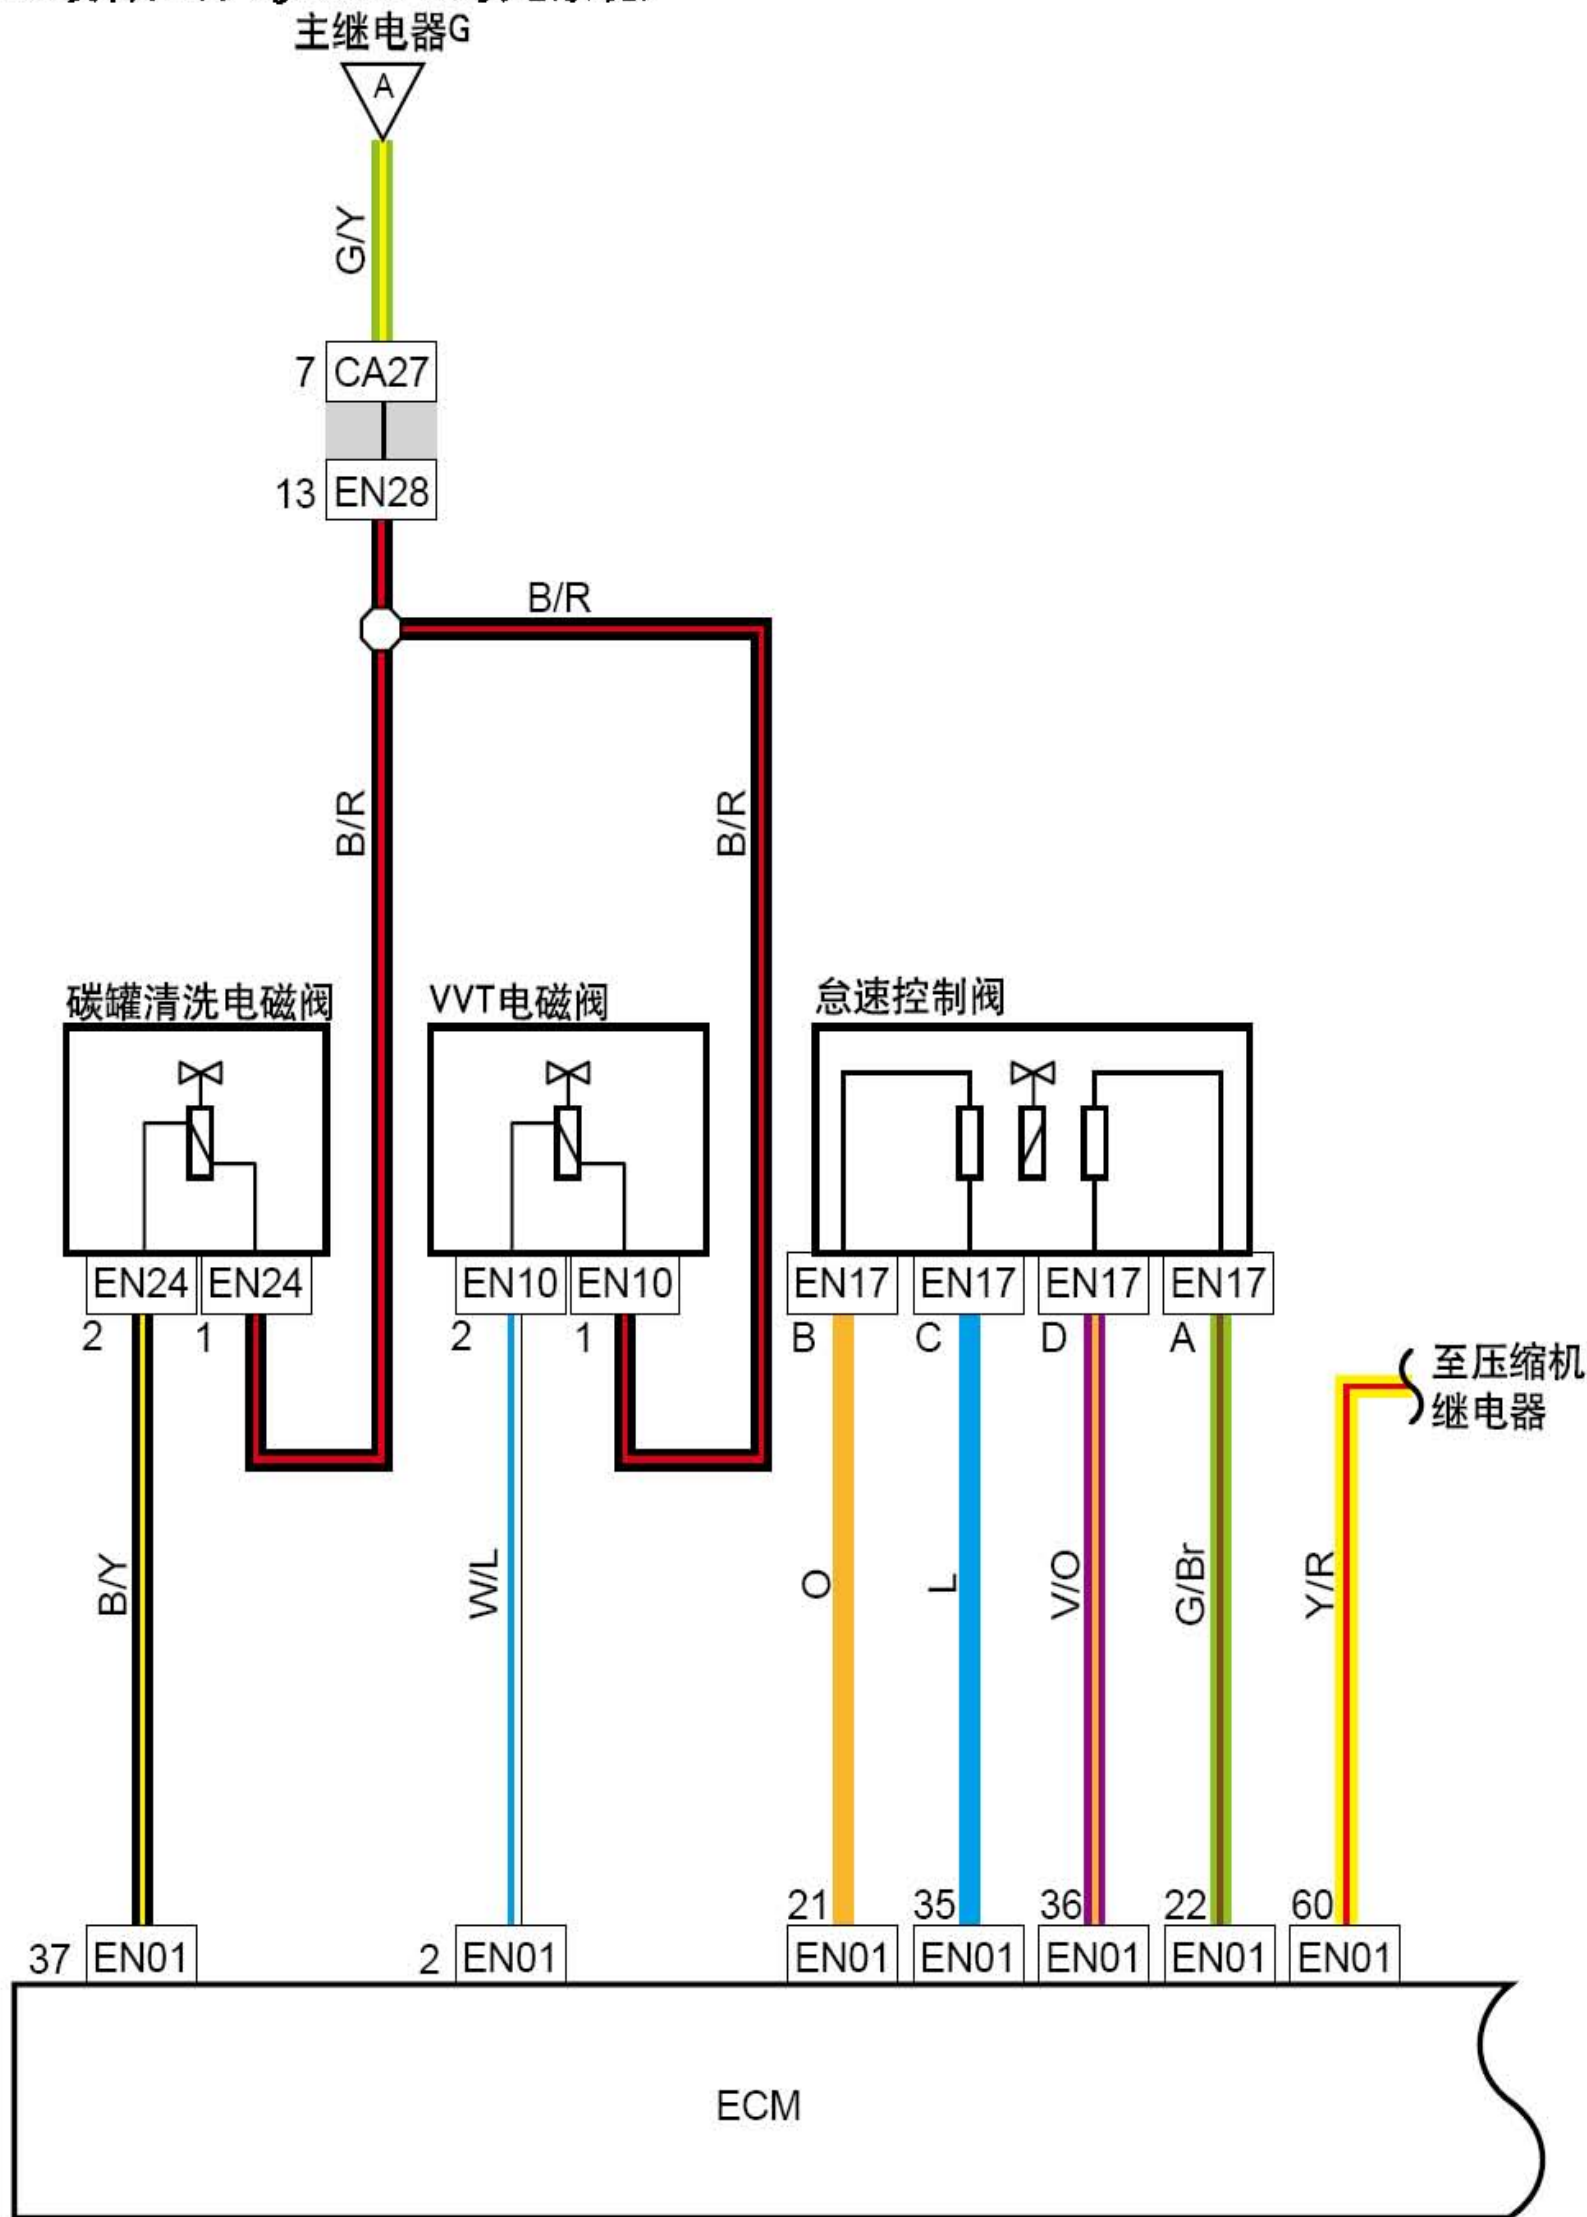 主继电器G
A
G/Y
7 CA27
13 EN28
B/R
B/R
B/R
碳罐清洗电磁阀
VVT电磁阀
怠速控制阀
EN24 EN24 EN10 EN10 EN17 EN17 EN17 EN17
2 1 2 1 B C D A
至压缩机
继电器
B/Y
W/L
O
L
V/O
G/Br
Y/R
21 35 36 22 60
37 EN01 2 EN01 EN01 EN01 EN01 EN01 EN01
ECM